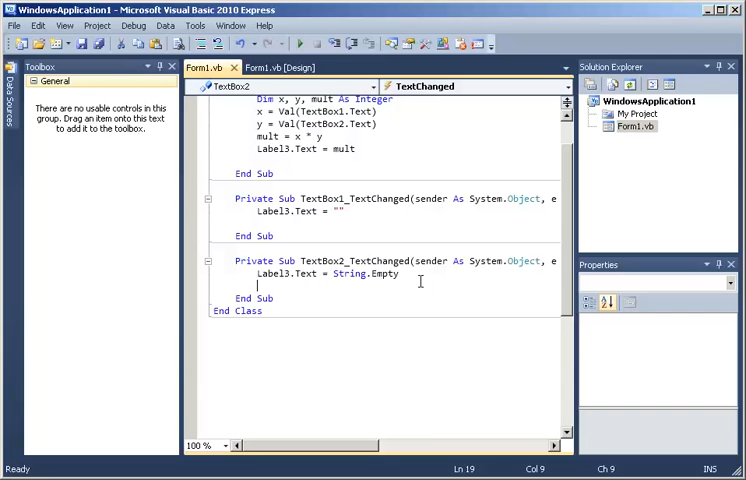 WindowsApplication1 - Microsoft Visual Basic 2010 Express
File Edit View Project Debug Data Tools Window Help
Data Sources
Toolbox
General
There are no usable controls in this
group. Drag an item onto this text
to add it to the toolbox.
Form1.vb Form1.vb [Design]
TextBox2 TextChanged
Dim x, y, mult As Integer
x = Val(TextBox1.Text)
y = Val(TextBox2.Text)
mult = x * y
Label3.Text = mult
End Sub
Private Sub TextBox1_TextChanged(sender As System.Object, e
Label3.Text = ""
End Sub
Private Sub TextBox2_TextChanged(sender As System.Object, e
Label3.Text = String.Empty
End Sub
End Class
100 %
Solution Explorer
WindowsApplication1
My Project
Form1.vb
Properties
Ready Ln 19 Col 9 Ch 9 INS